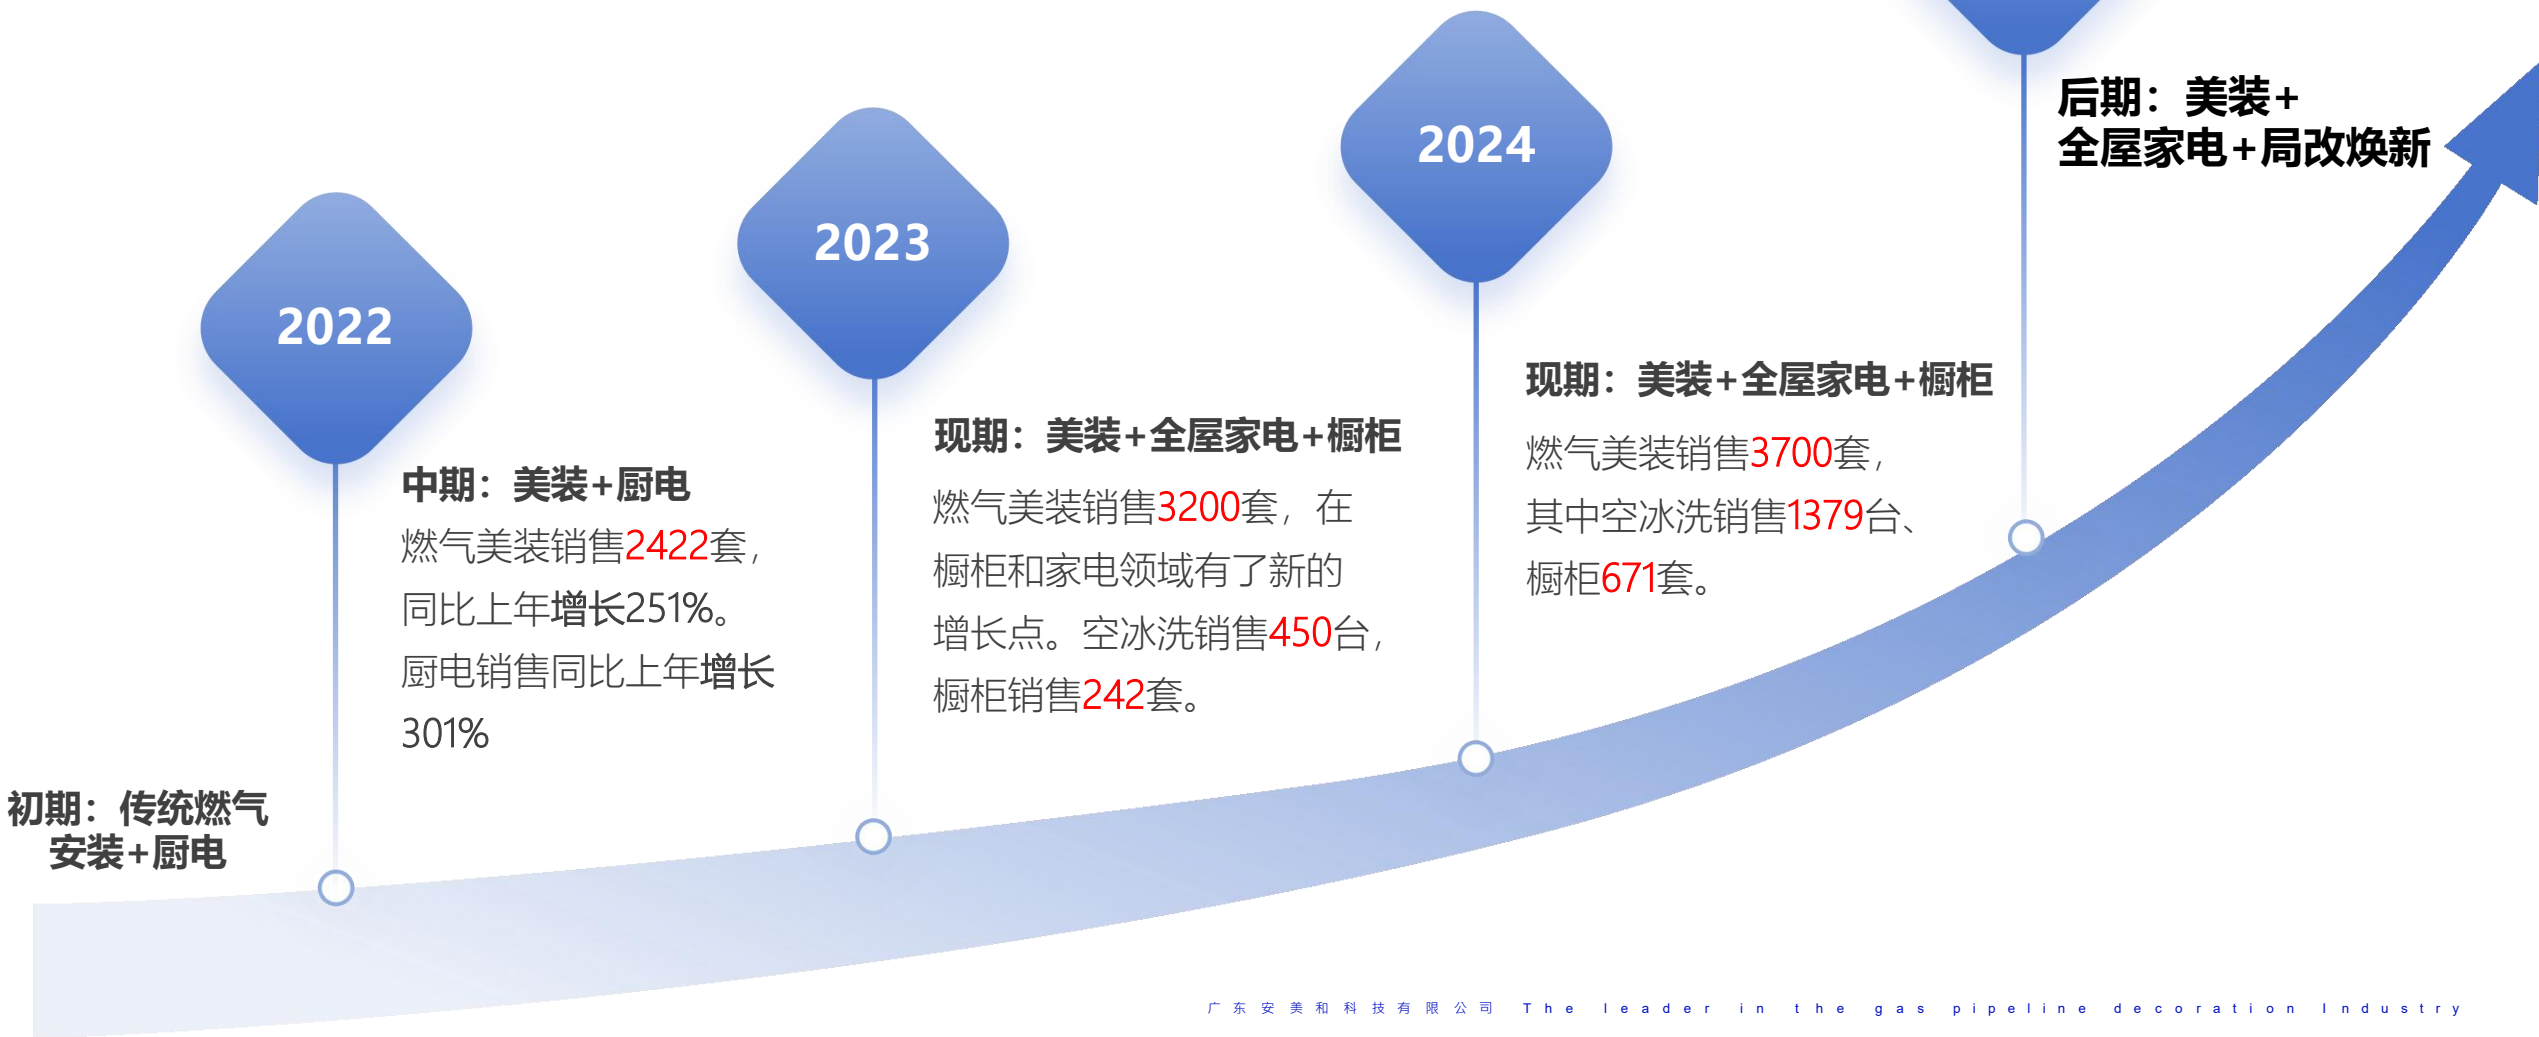 初期：传统燃气
安装+厨电
2022
中期：美装+厨电
燃气美装销售2422套，
同比上年增长251%。
厨电销售同比上年增长
301%
2023
现期：美装+全屋家电+橱柜
燃气美装销售3200套，在
橱柜和家电领域有了新的
增长点。空冰洗销售450台，
橱柜销售242套。
2024
现期：美装+全屋家电+橱柜
燃气美装销售3700套，
其中空冰洗销售1379台、
橱柜671套。
后期：美装+
全屋家电+局改焕新
广东安美和科技有限公司 The leader in the gas pipeline decoration Industry